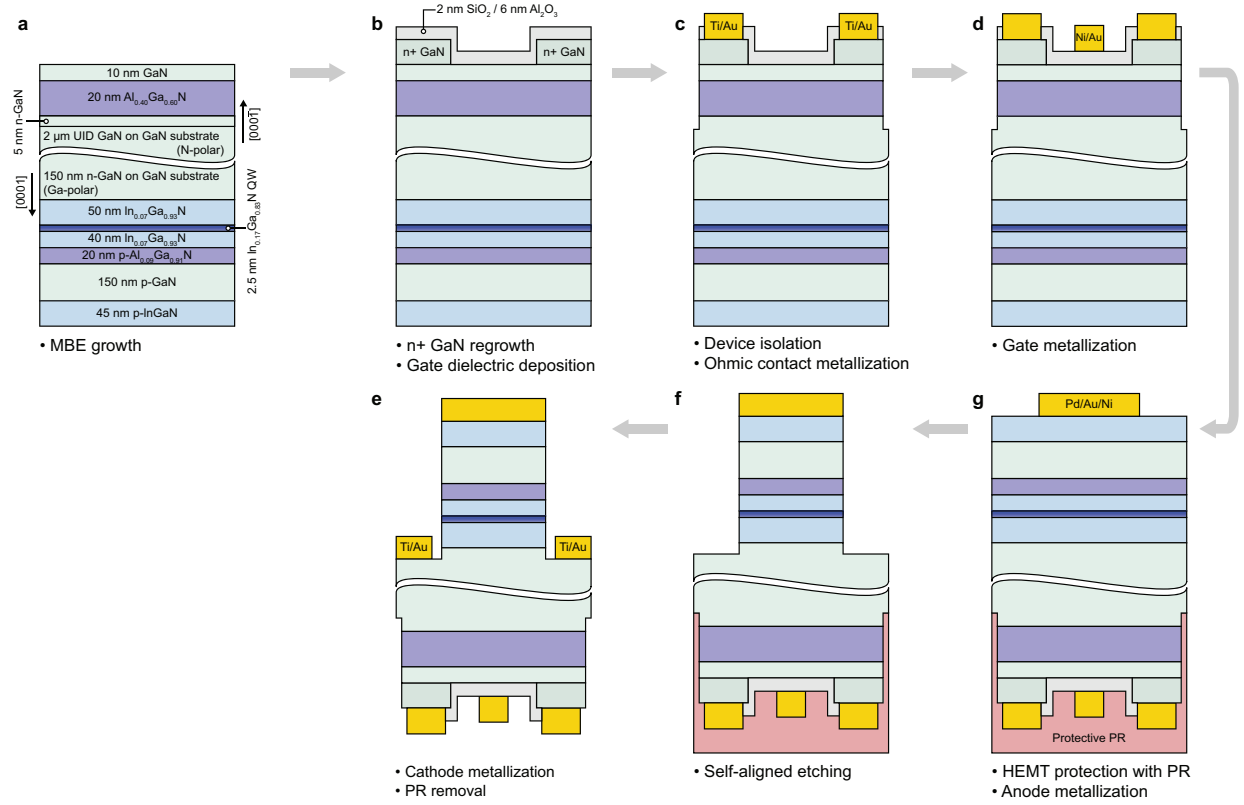 a
10 nm GaN
20 nm Al0.40Ga0.60N
5 nm n-GaN
[0001̄]
2 µm UID GaN on GaN substrate
(N-polar)
150 nm n-GaN on GaN substrate
(Ga-polar)
[0001]
50 nm In0.07Ga0.93N
2.5 nm In0.17Ga0.83N QW
40 nm In0.07Ga0.93N
20 nm p-Al0.09Ga0.91N
150 nm p-GaN
45 nm p-InGaN
• MBE growth
b
2 nm SiO2 / 6 nm Al2O3
n+ GaN
n+ GaN
• n+ GaN regrowth
• Gate dielectric deposition
c
Ti/Au
Ti/Au
• Device isolation
• Ohmic contact metallization
d
Ni/Au
• Gate metallization
e
Ti/Au
Ti/Au
• Cathode metallization
• PR removal
f
• Self-aligned etching
g
Pd/Au/Ni
Protective PR
• HEMT protection with PR
• Anode metallization